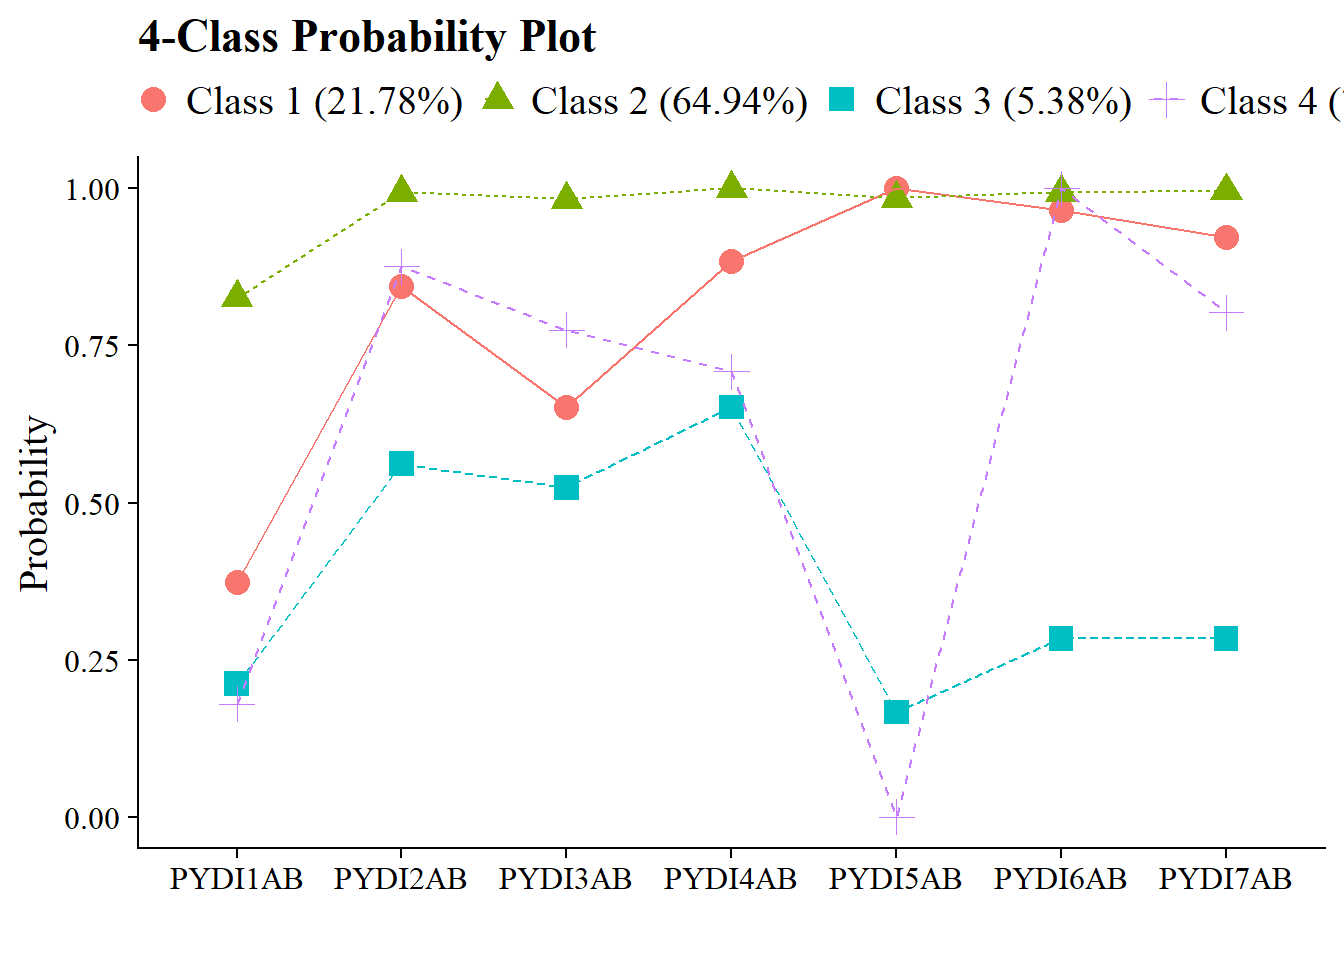 4-Class Probability Plot
Class 1 (21.78%) Class 2 (64.94%) Class 3 (5.38%) Class 4 (
1.00
0.75
0.50
0.25
0.00
Probability
PYDI1AB PYDI2AB PYDI3AB PYDI4AB PYDI5AB PYDI6AB PYDI7AB